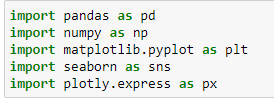 import pandas as pd
import numpy as np
import matplotlib.pyplot as plt
import seaborn as sns
import plotly.express as px